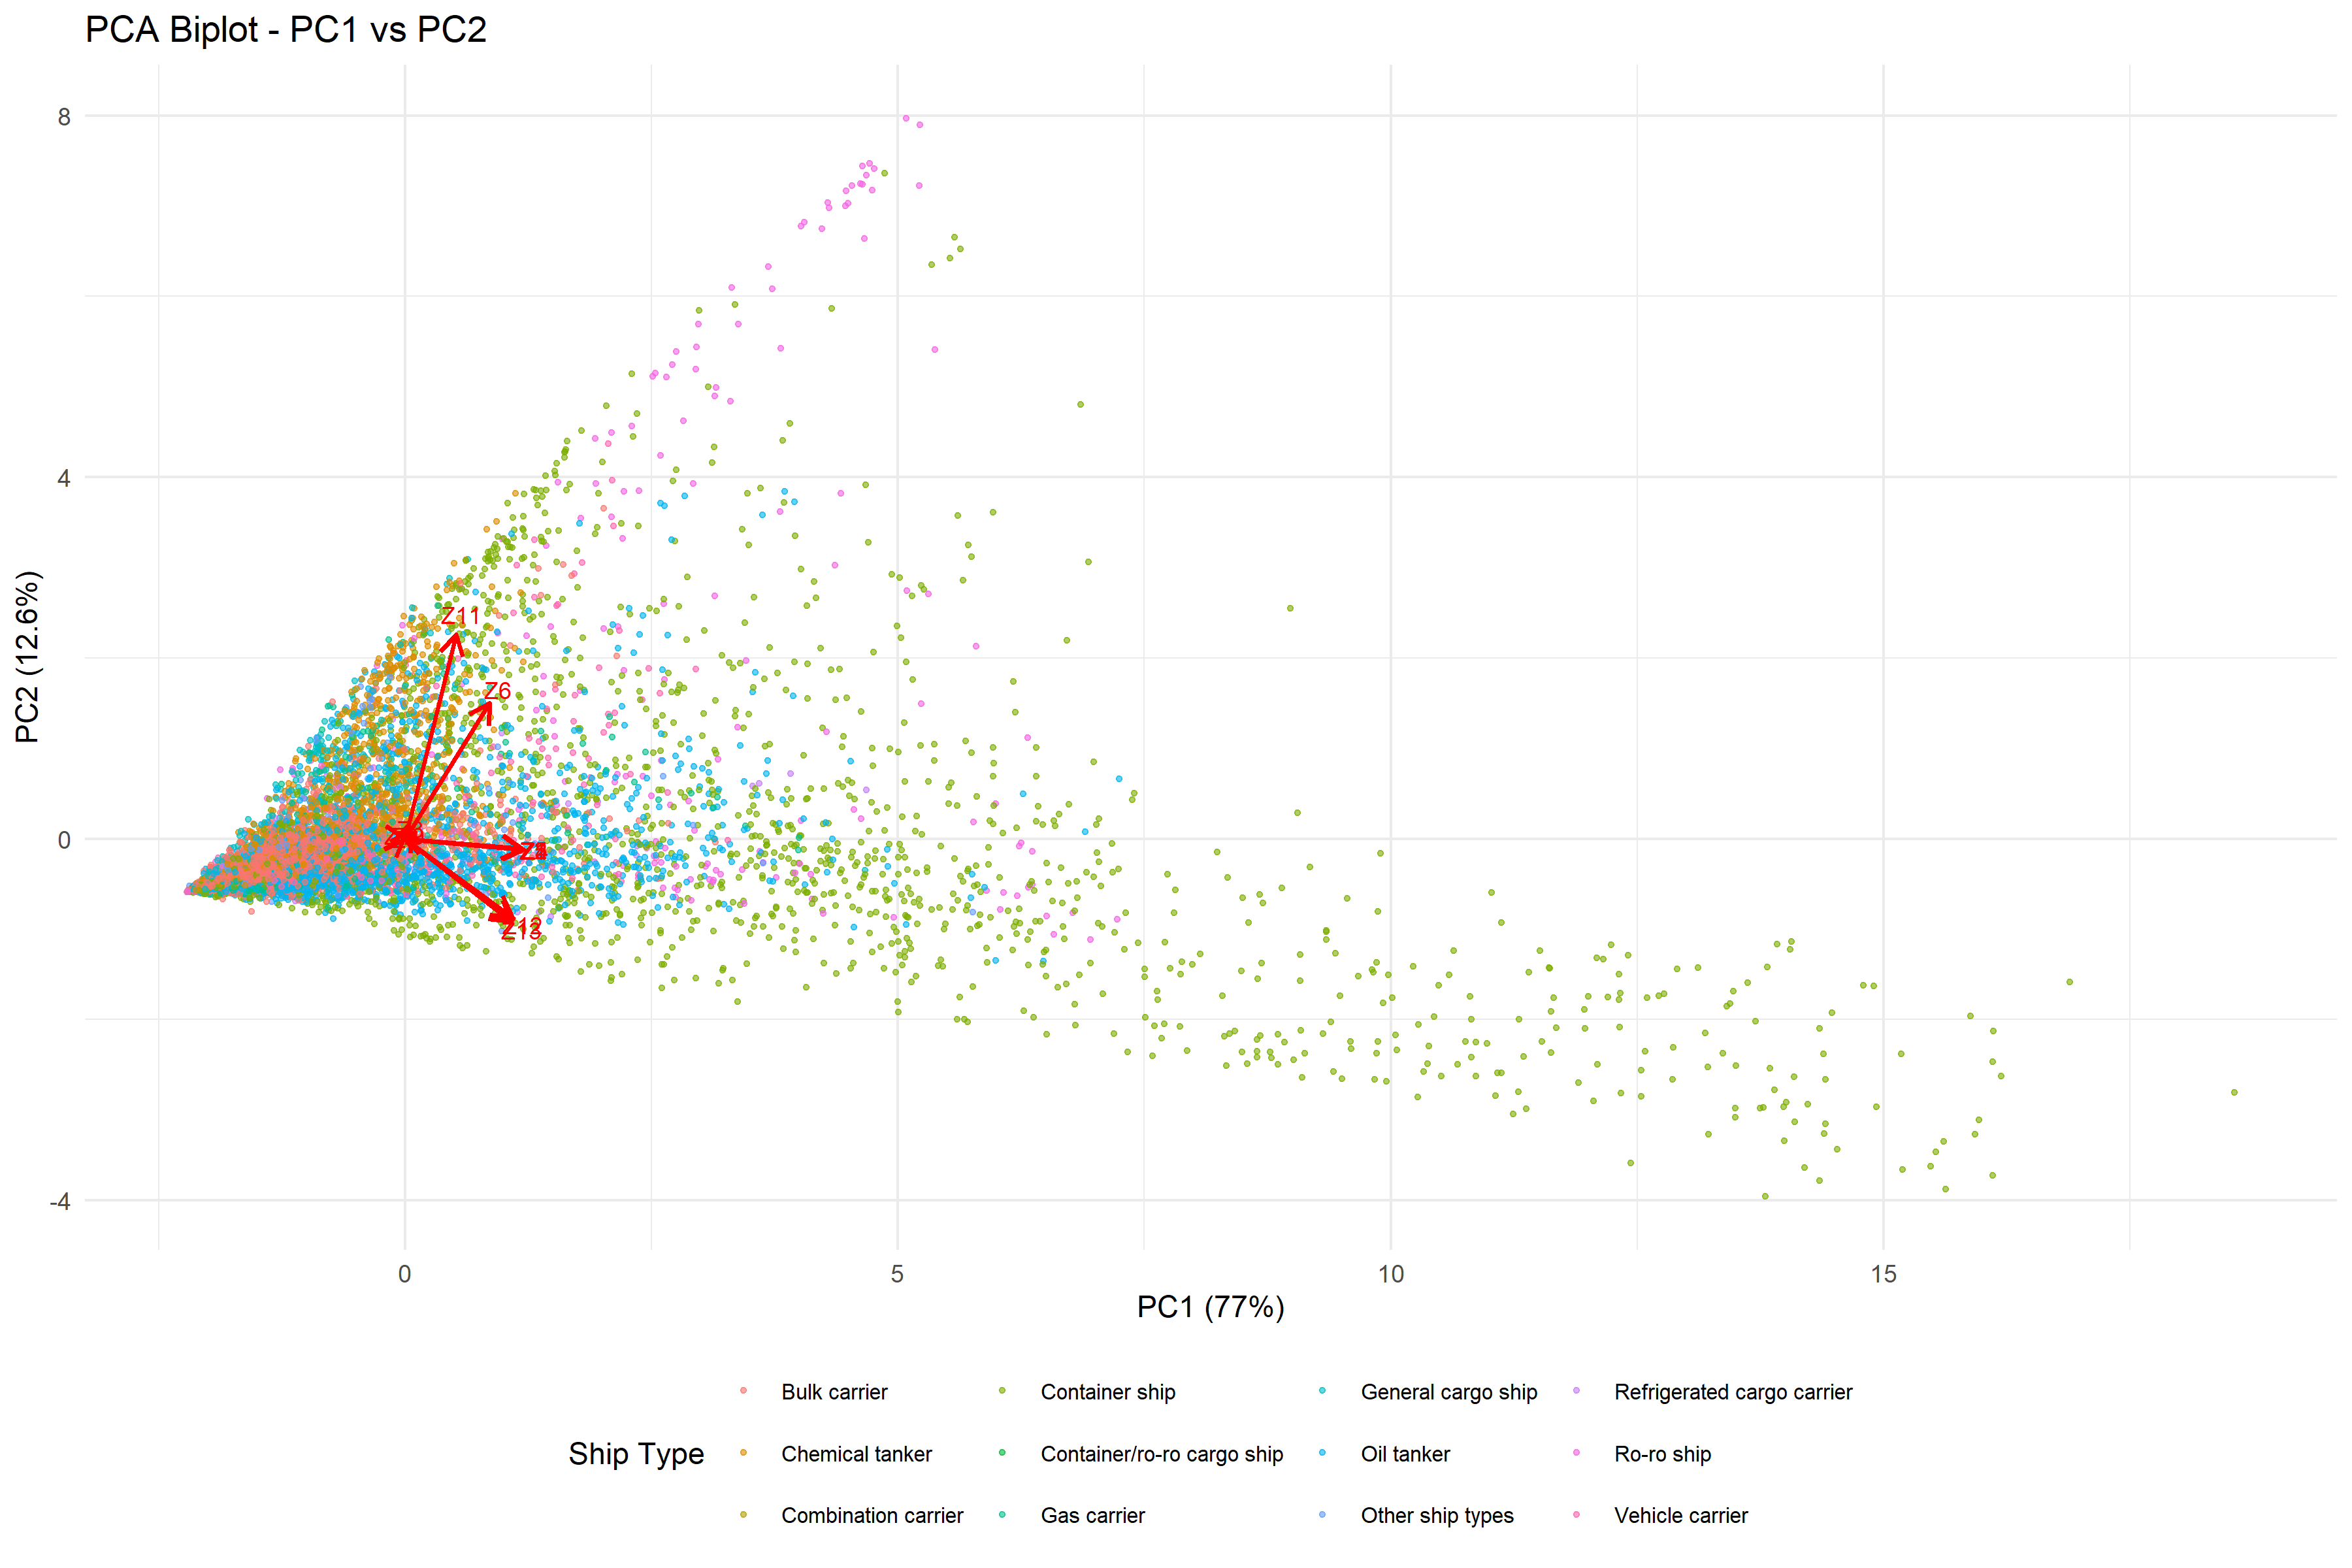 PCA Biplot - PC1 vs PC2
8
4
0
-4
PC2 (12.6%)
Z11
Z6
0
5
10
15
PC1 (77%)
Ship Type
Bulk carrier
Container ship
General cargo ship
Refrigerated cargo carrier
Chemical tanker
Container/ro-ro cargo ship
Oil tanker
Ro-ro ship
Combination carrier
Gas carrier
Other ship types
Vehicle carrier